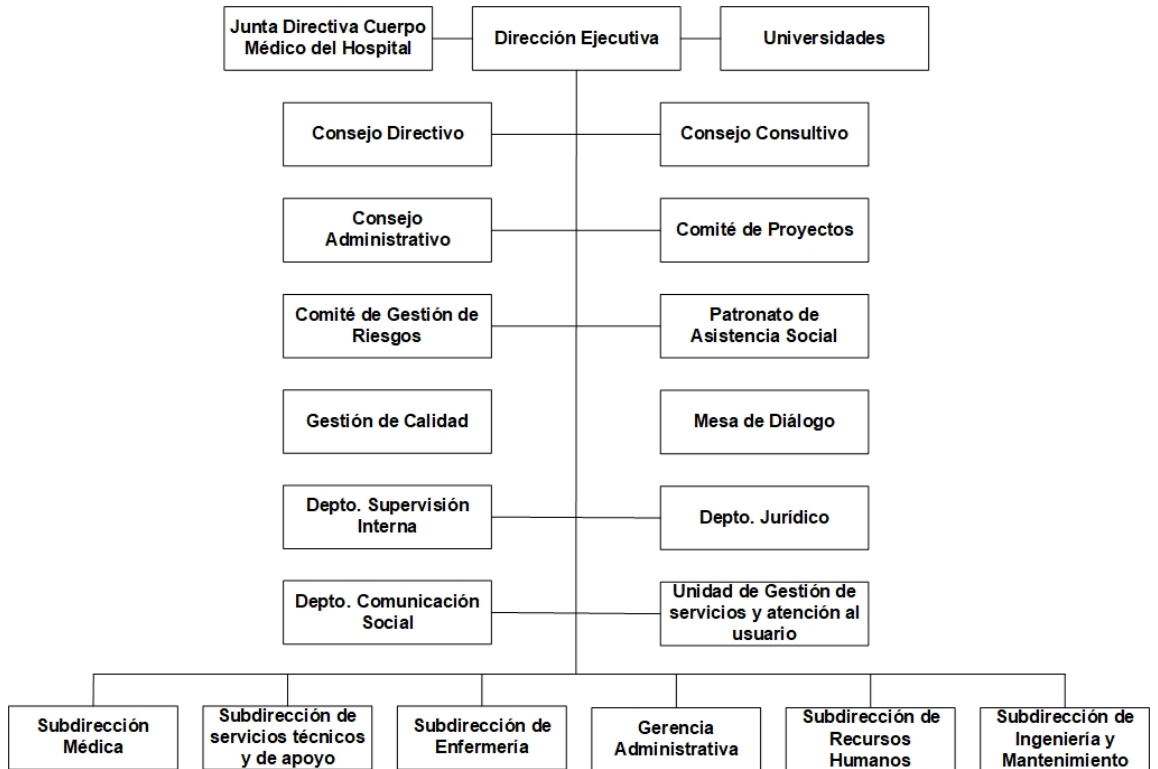 Junta Directiva Cuerpo
Médico del Hospital
Dirección Ejecutiva
Universidades
Consejo Directivo
Consejo Consultivo
Consejo
Administrativo
Comité de Proyectos
Comité de Gestión de
Riesgos
Patronato de
Asistencia Social
Gestión de Calidad
Mesa de Diálogo
Depto. Supervisión
Interna
Depto. Jurídico
Depto. Comunicación
Social
Unidad de Gestión de
servicios y atención al
usuario
Subdirección
Médica
Subdirección de
servicios técnicos
y de apoyo
Subdirección de
Enfermería
Gerencia
Administrativa
Subdirección de
Recursos
Humanos
Subdirección de
Ingeniería y
Mantenimiento